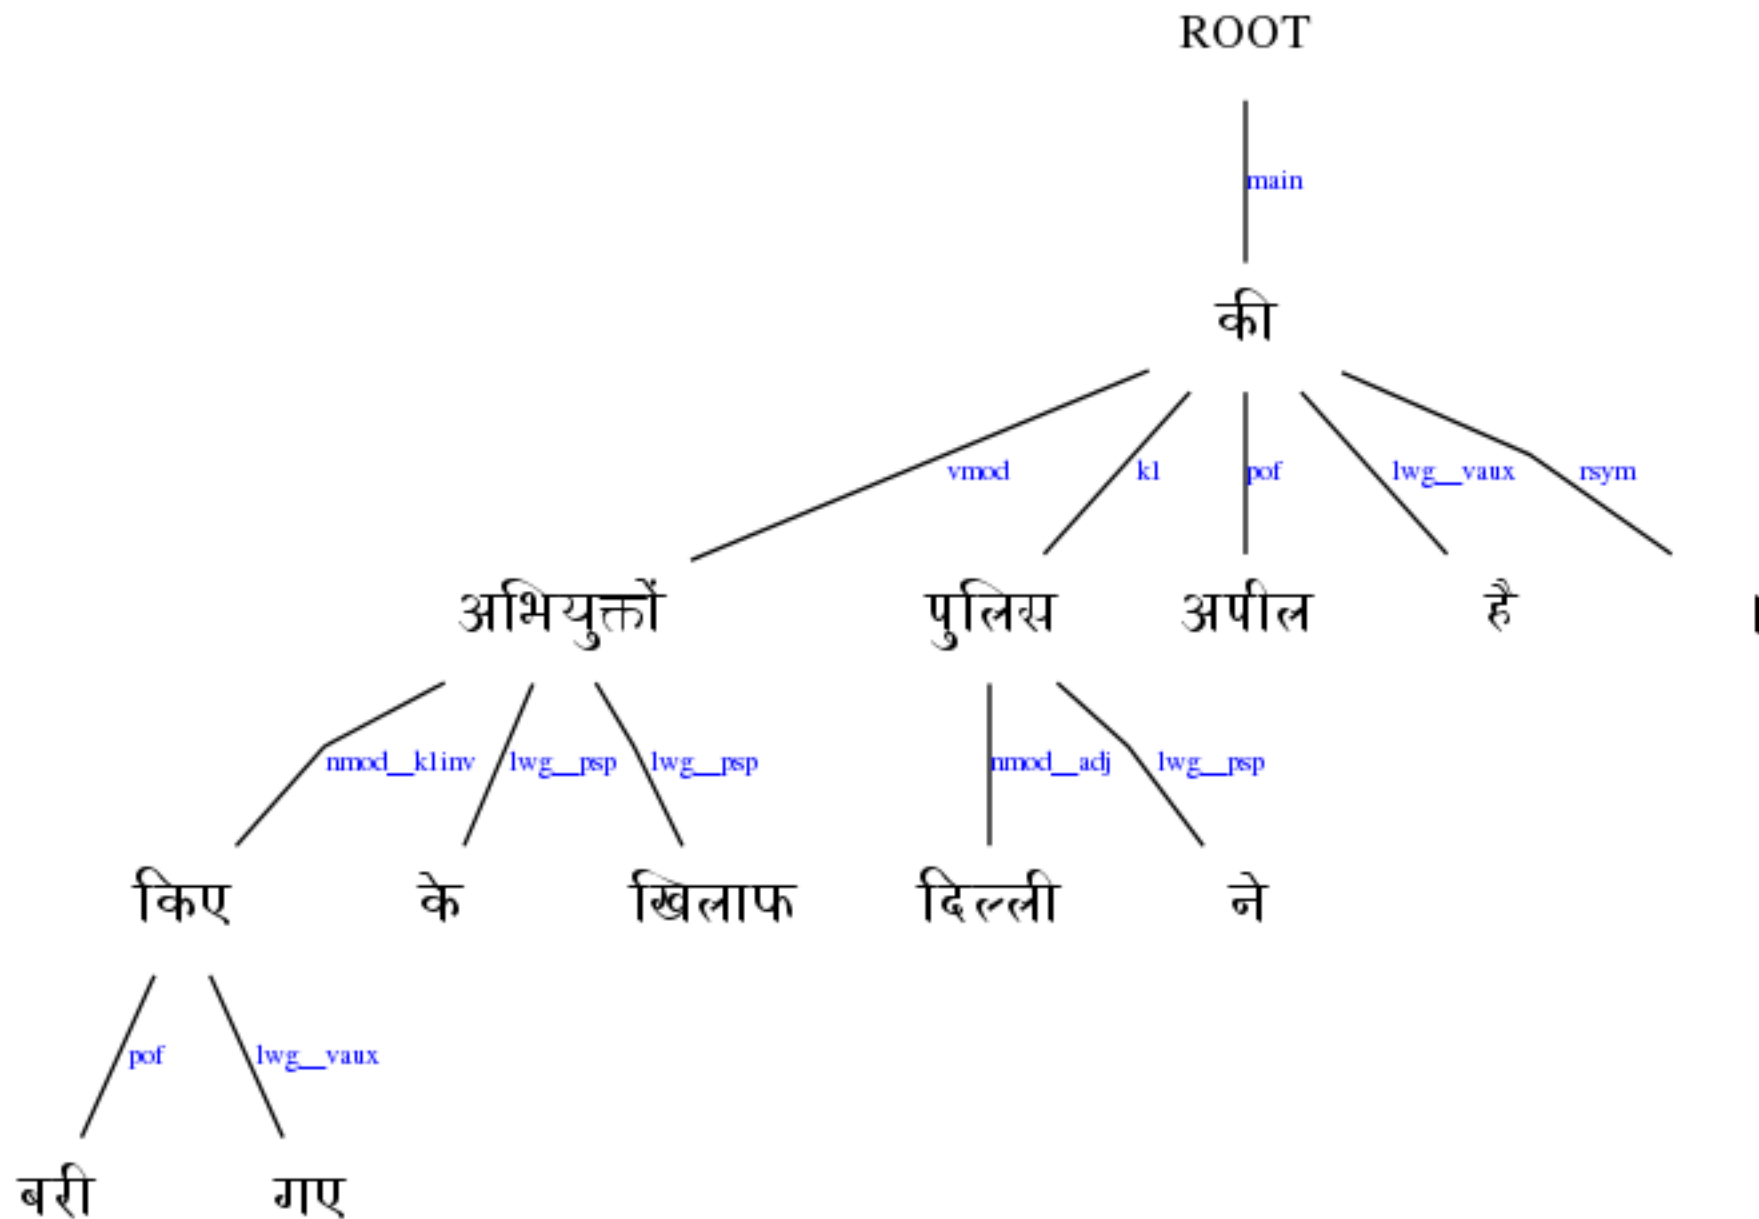 ROOT
main
की
vmod k1 pof lwg__vaux rsym
अभियुक्तों पुलिस अपील है ।
nmod__k1inv lwg__psp lwg__psp nmod__adj lwg__psp
किए के खिलाफ दिल्ली ने
pof lwg__vaux
बरी गए